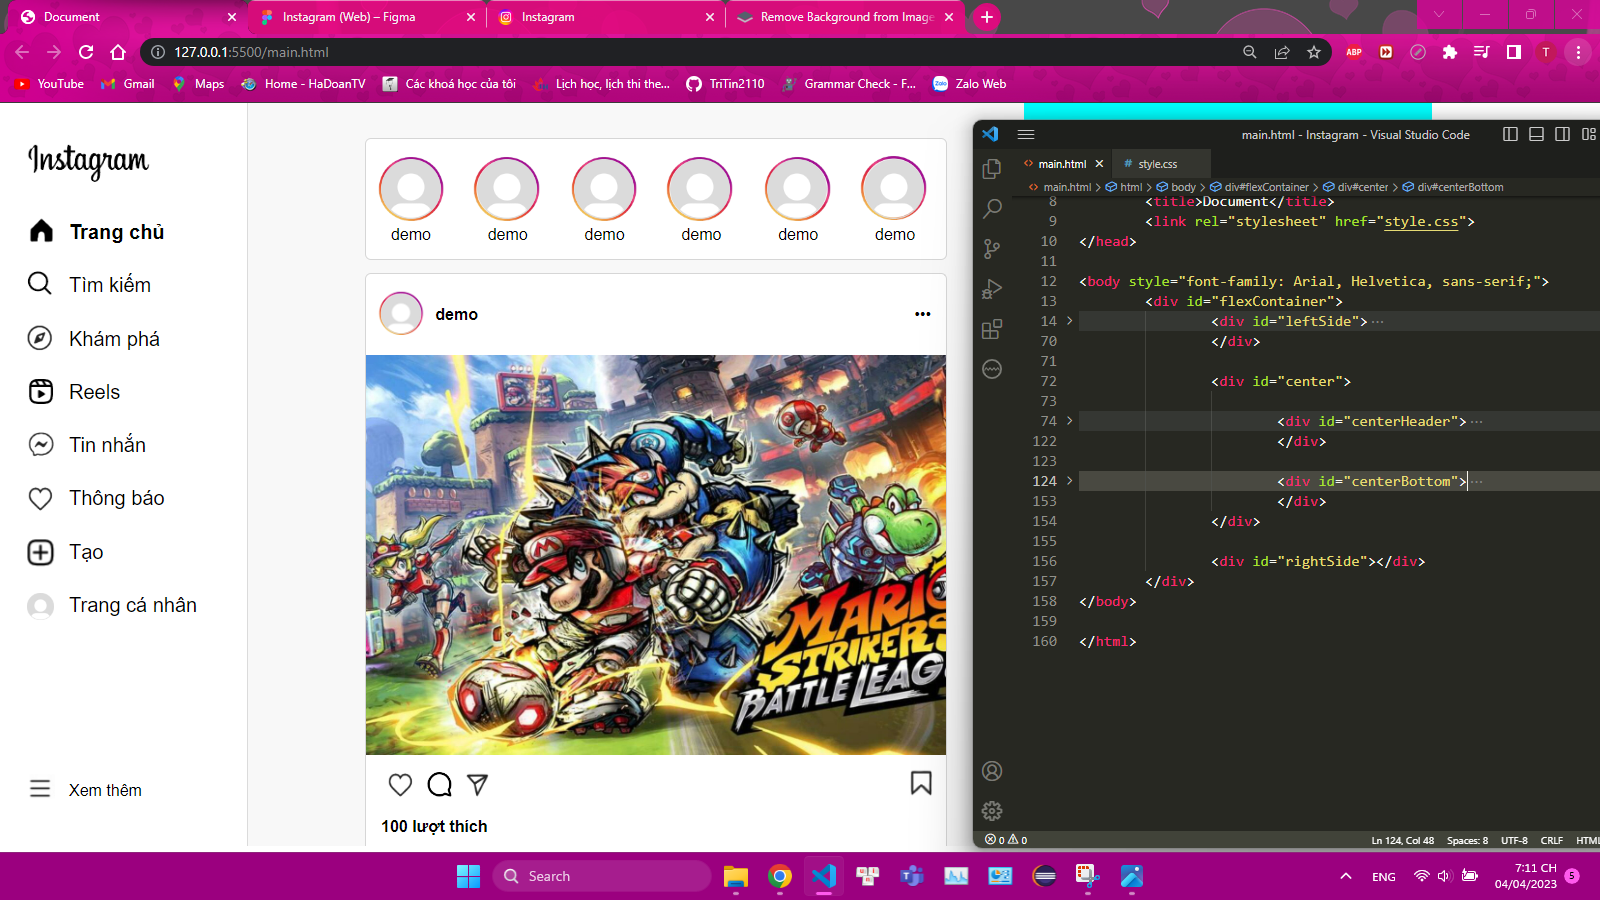 Document
Instagram (Web) – Figma
Instagram
Remove Background from Image
127.0.0.1:5500/main.html
ABP
T
YouTube
Gmail
Maps
Home - HaDoanTV
Các khoá học của tôi
Lịch học, lịch thi the...
TriTin2110
Grammar Check - F...
Zalo
Zalo Web
Instagram
Trang chủ
Tìm kiếm
Khám phá
Reels
Tin nhắn
Thông báo
Tạo
Trang cá nhân
Xem thêm
demo
demo
demo
demo
demo
demo
demo
MARIO
STRIKERS
BATTLE LEAGU
100 lượt thích
main.html - Instagram - Visual Studio Code
main.html
style.css
main.html > html > body > div#flexContainer > div#center > div#centerBottom
8 <title>Document</title>
9 <link rel="stylesheet" href="style.css">
10 </head>
11
12 <body style="font-family: Arial, Helvetica, sans-serif;">
13 <div id="flexContainer">
14 <div id="leftSide">···
70 </div>
71
72 <div id="center">
73
74 <div id="centerHeader">···
122 </div>
123
124 <div id="centerBottom">···
153 </div>
154 </div>
155
156 <div id="rightSide"></div>
157 </div>
158 </body>
159
160 </html>
0 0
Ln 124, Col 48 Spaces: 8 UTF-8 CRLF HTML
Search
ENG
7:11 CH
04/04/2023
5